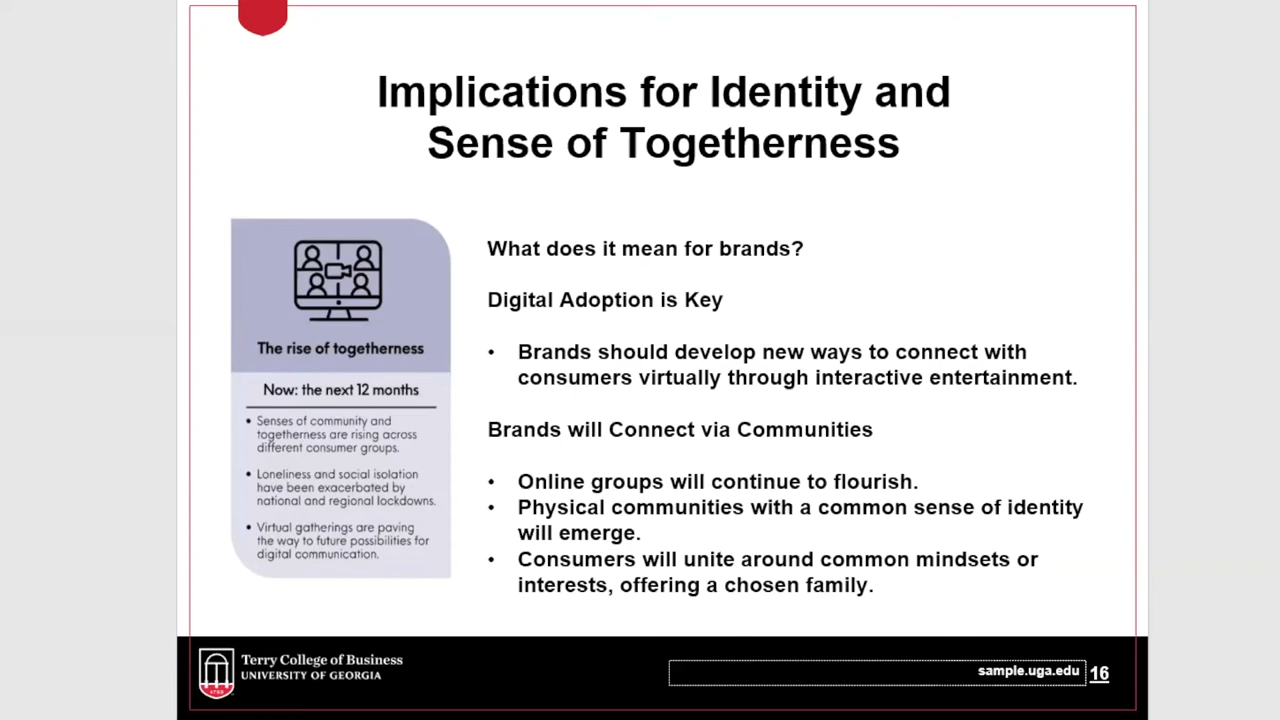 Implications for Identity and
Sense of Togetherness
The rise of togetherness
Now: the next 12 months
• Senses of community and
togetherness are rising across
different consumer groups.
• Loneliness and social isolation
have been exacerbated by
national and regional lockdowns.
• Virtual gatherings are paving
the way to future possibilities for
digital communication.
What does it mean for brands?
Digital Adoption is Key
• Brands should develop new ways to connect with
consumers virtually through interactive entertainment.
Brands will Connect via Communities
• Online groups will continue to flourish.
• Physical communities with a common sense of identity
will emerge.
• Consumers will unite around common mindsets or
interests, offering a chosen family.
1785
Terry College of Business
UNIVERSITY OF GEORGIA
sample.uga.edu
16